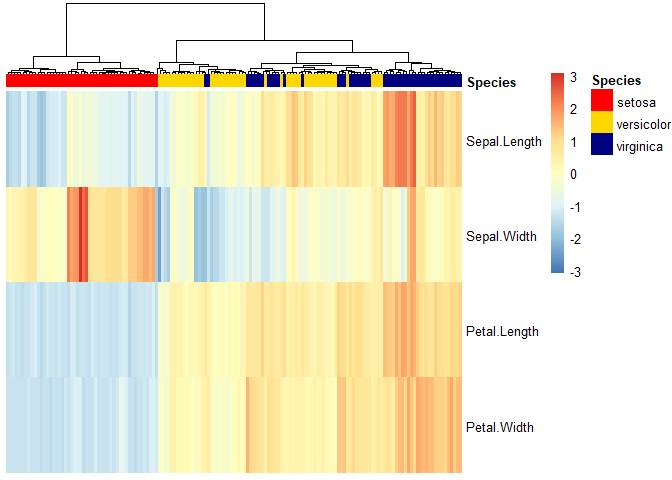 Species
Sepal.Length
Sepal.Width
Petal.Length
Petal.Width
3
2
1
0
-1
-2
-3
Species
setosa
versicolor
virginica